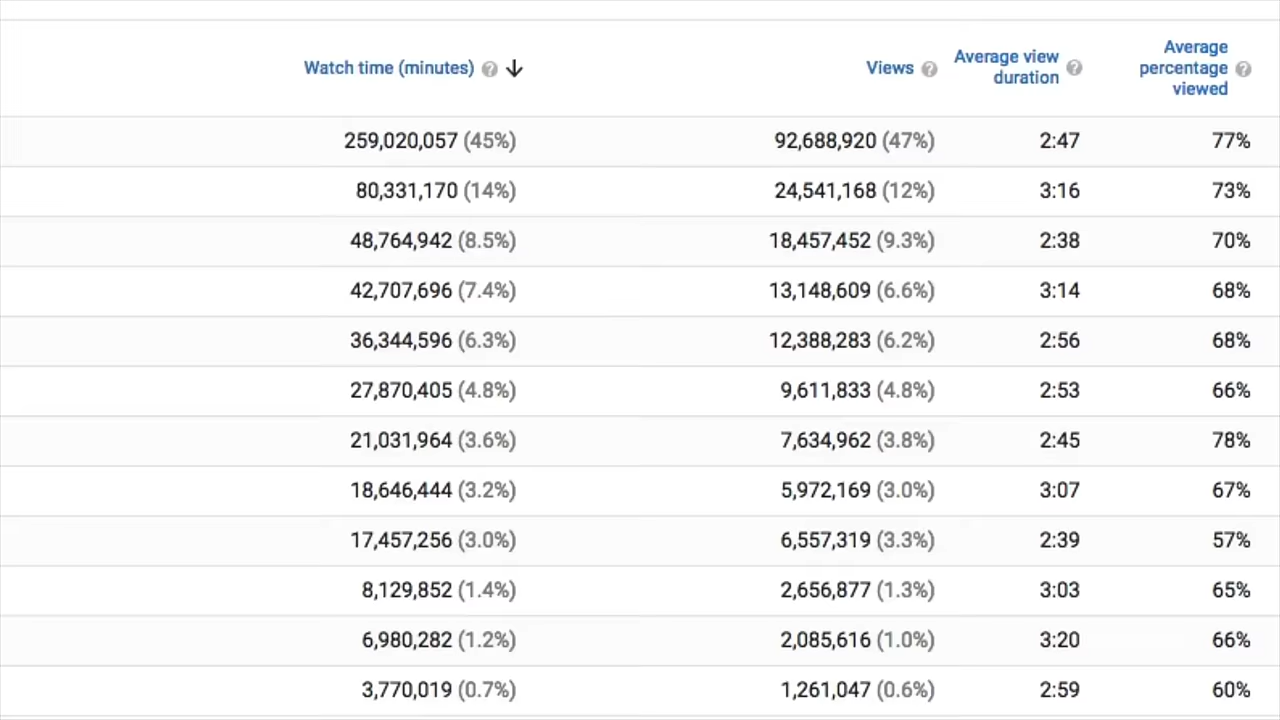 Watch time (minutes) Views Average view duration Average percentage viewed
259,020,057 (45%) 92,688,920 (47%) 2:47 77%
80,331,170 (14%) 24,541,168 (12%) 3:16 73%
48,764,942 (8.5%) 18,457,452 (9.3%) 2:38 70%
42,707,696 (7.4%) 13,148,609 (6.6%) 3:14 68%
36,344,596 (6.3%) 12,388,283 (6.2%) 2:56 68%
27,870,405 (4.8%) 9,611,833 (4.8%) 2:53 66%
21,031,964 (3.6%) 7,634,962 (3.8%) 2:45 78%
18,646,444 (3.2%) 5,972,169 (3.0%) 3:07 67%
17,457,256 (3.0%) 6,557,319 (3.3%) 2:39 57%
8,129,852 (1.4%) 2,656,877 (1.3%) 3:03 65%
6,980,282 (1.2%) 2,085,616 (1.0%) 3:20 66%
3,770,019 (0.7%) 1,261,047 (0.6%) 2:59 60%